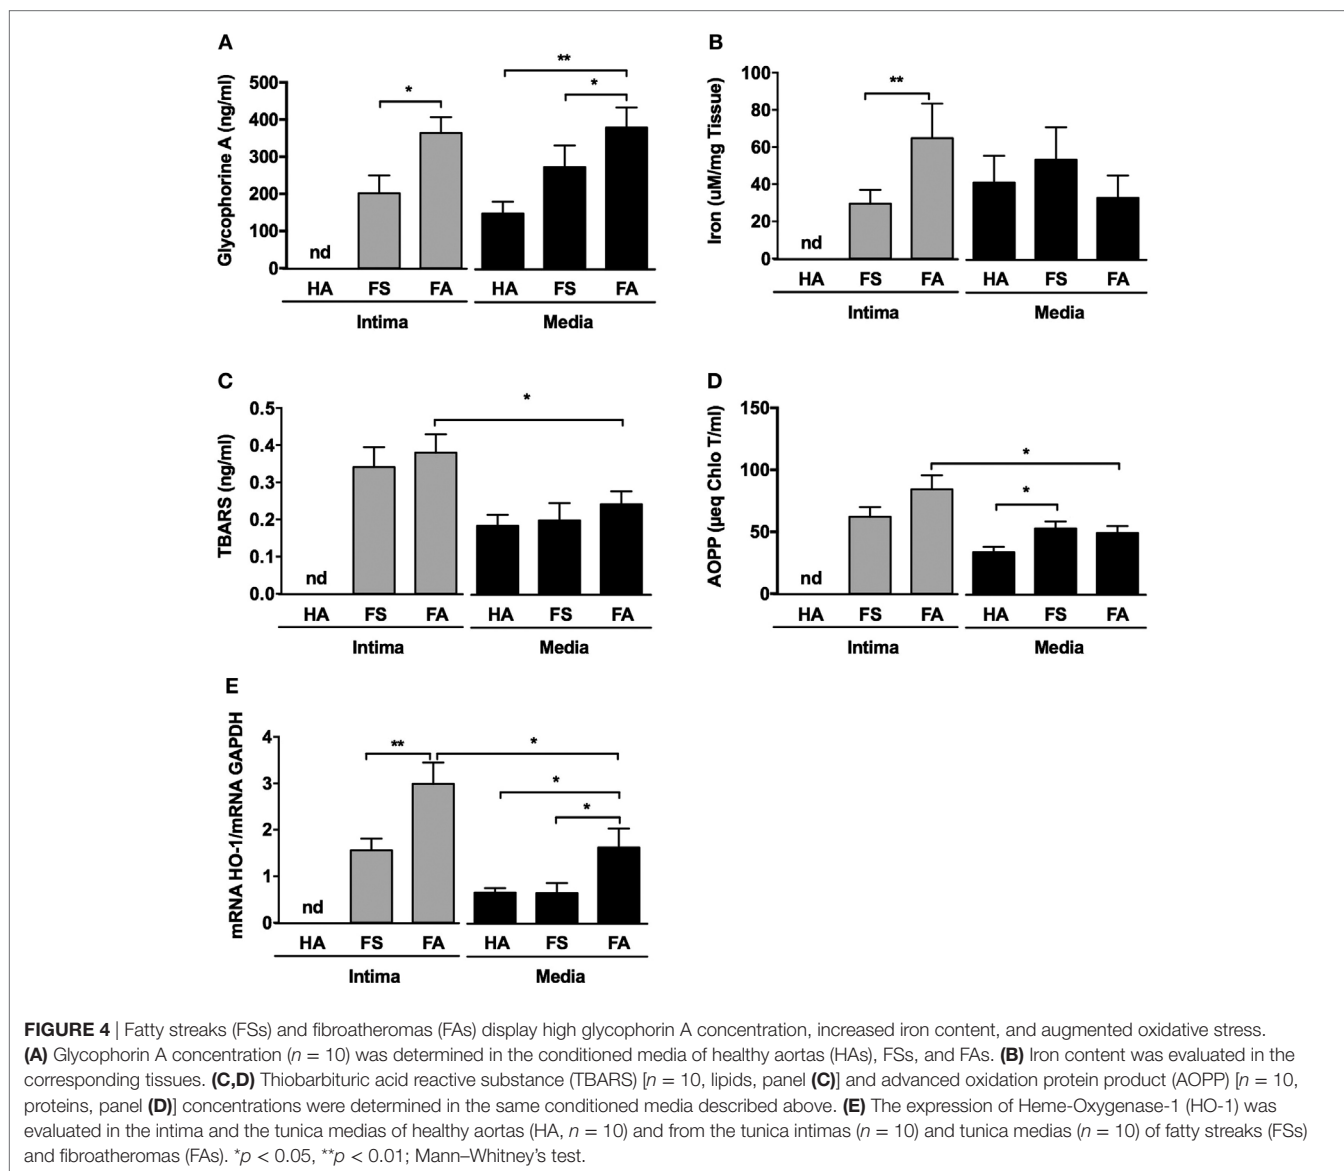 A
Glycophorine A (ng/ml)
500
400
300
200
100
0
*
**
*
nd
HA FS FA HA FS FA
Intima Media
B
Iron (uM/mg Tissue)
100
80
60
40
20
0
**
nd
HA FS FA HA FS FA
Intima Media
C
TBARS (ng/ml)
0.5
0.4
0.3
0.2
0.1
0.0
*
nd
HA FS FA HA FS FA
Intima Media
D
AOPP (µeq Chlo T/ml)
150
100
50
0
*
*
nd
HA FS FA HA FS FA
Intima Media
E
mRNA HO-1/mRNA GAPDH
4
3
2
1
0
**
*
*
*
nd
HA FS FA HA FS FA
Intima Media
FIGURE 4 | Fatty streaks (FSs) and fibroatheromas (FAs) display high glycophorin A concentration, increased iron content, and augmented oxidative stress.
(A) Glycophorin A concentration (n = 10) was determined in the conditioned media of healthy aortas (HAs), FSs, and FAs. (B) Iron content was evaluated in the
corresponding tissues. (C,D) Thiobarbituric acid reactive substance (TBARS) [n = 10, lipids, panel (C)] and advanced oxidation protein product (AOPP) [n = 10,
proteins, panel (D)] concentrations were determined in the same conditioned media described above. (E) The expression of Heme-Oxygenase-1 (HO-1) was
evaluated in the intima and the tunica medias of healthy aortas (HA, n = 10) and from the tunica intimas (n = 10) and tunica medias (n = 10) of fatty streaks (FSs)
and fibroatheromas (FAs). *p < 0.05, **p < 0.01; Mann–Whitney's test.